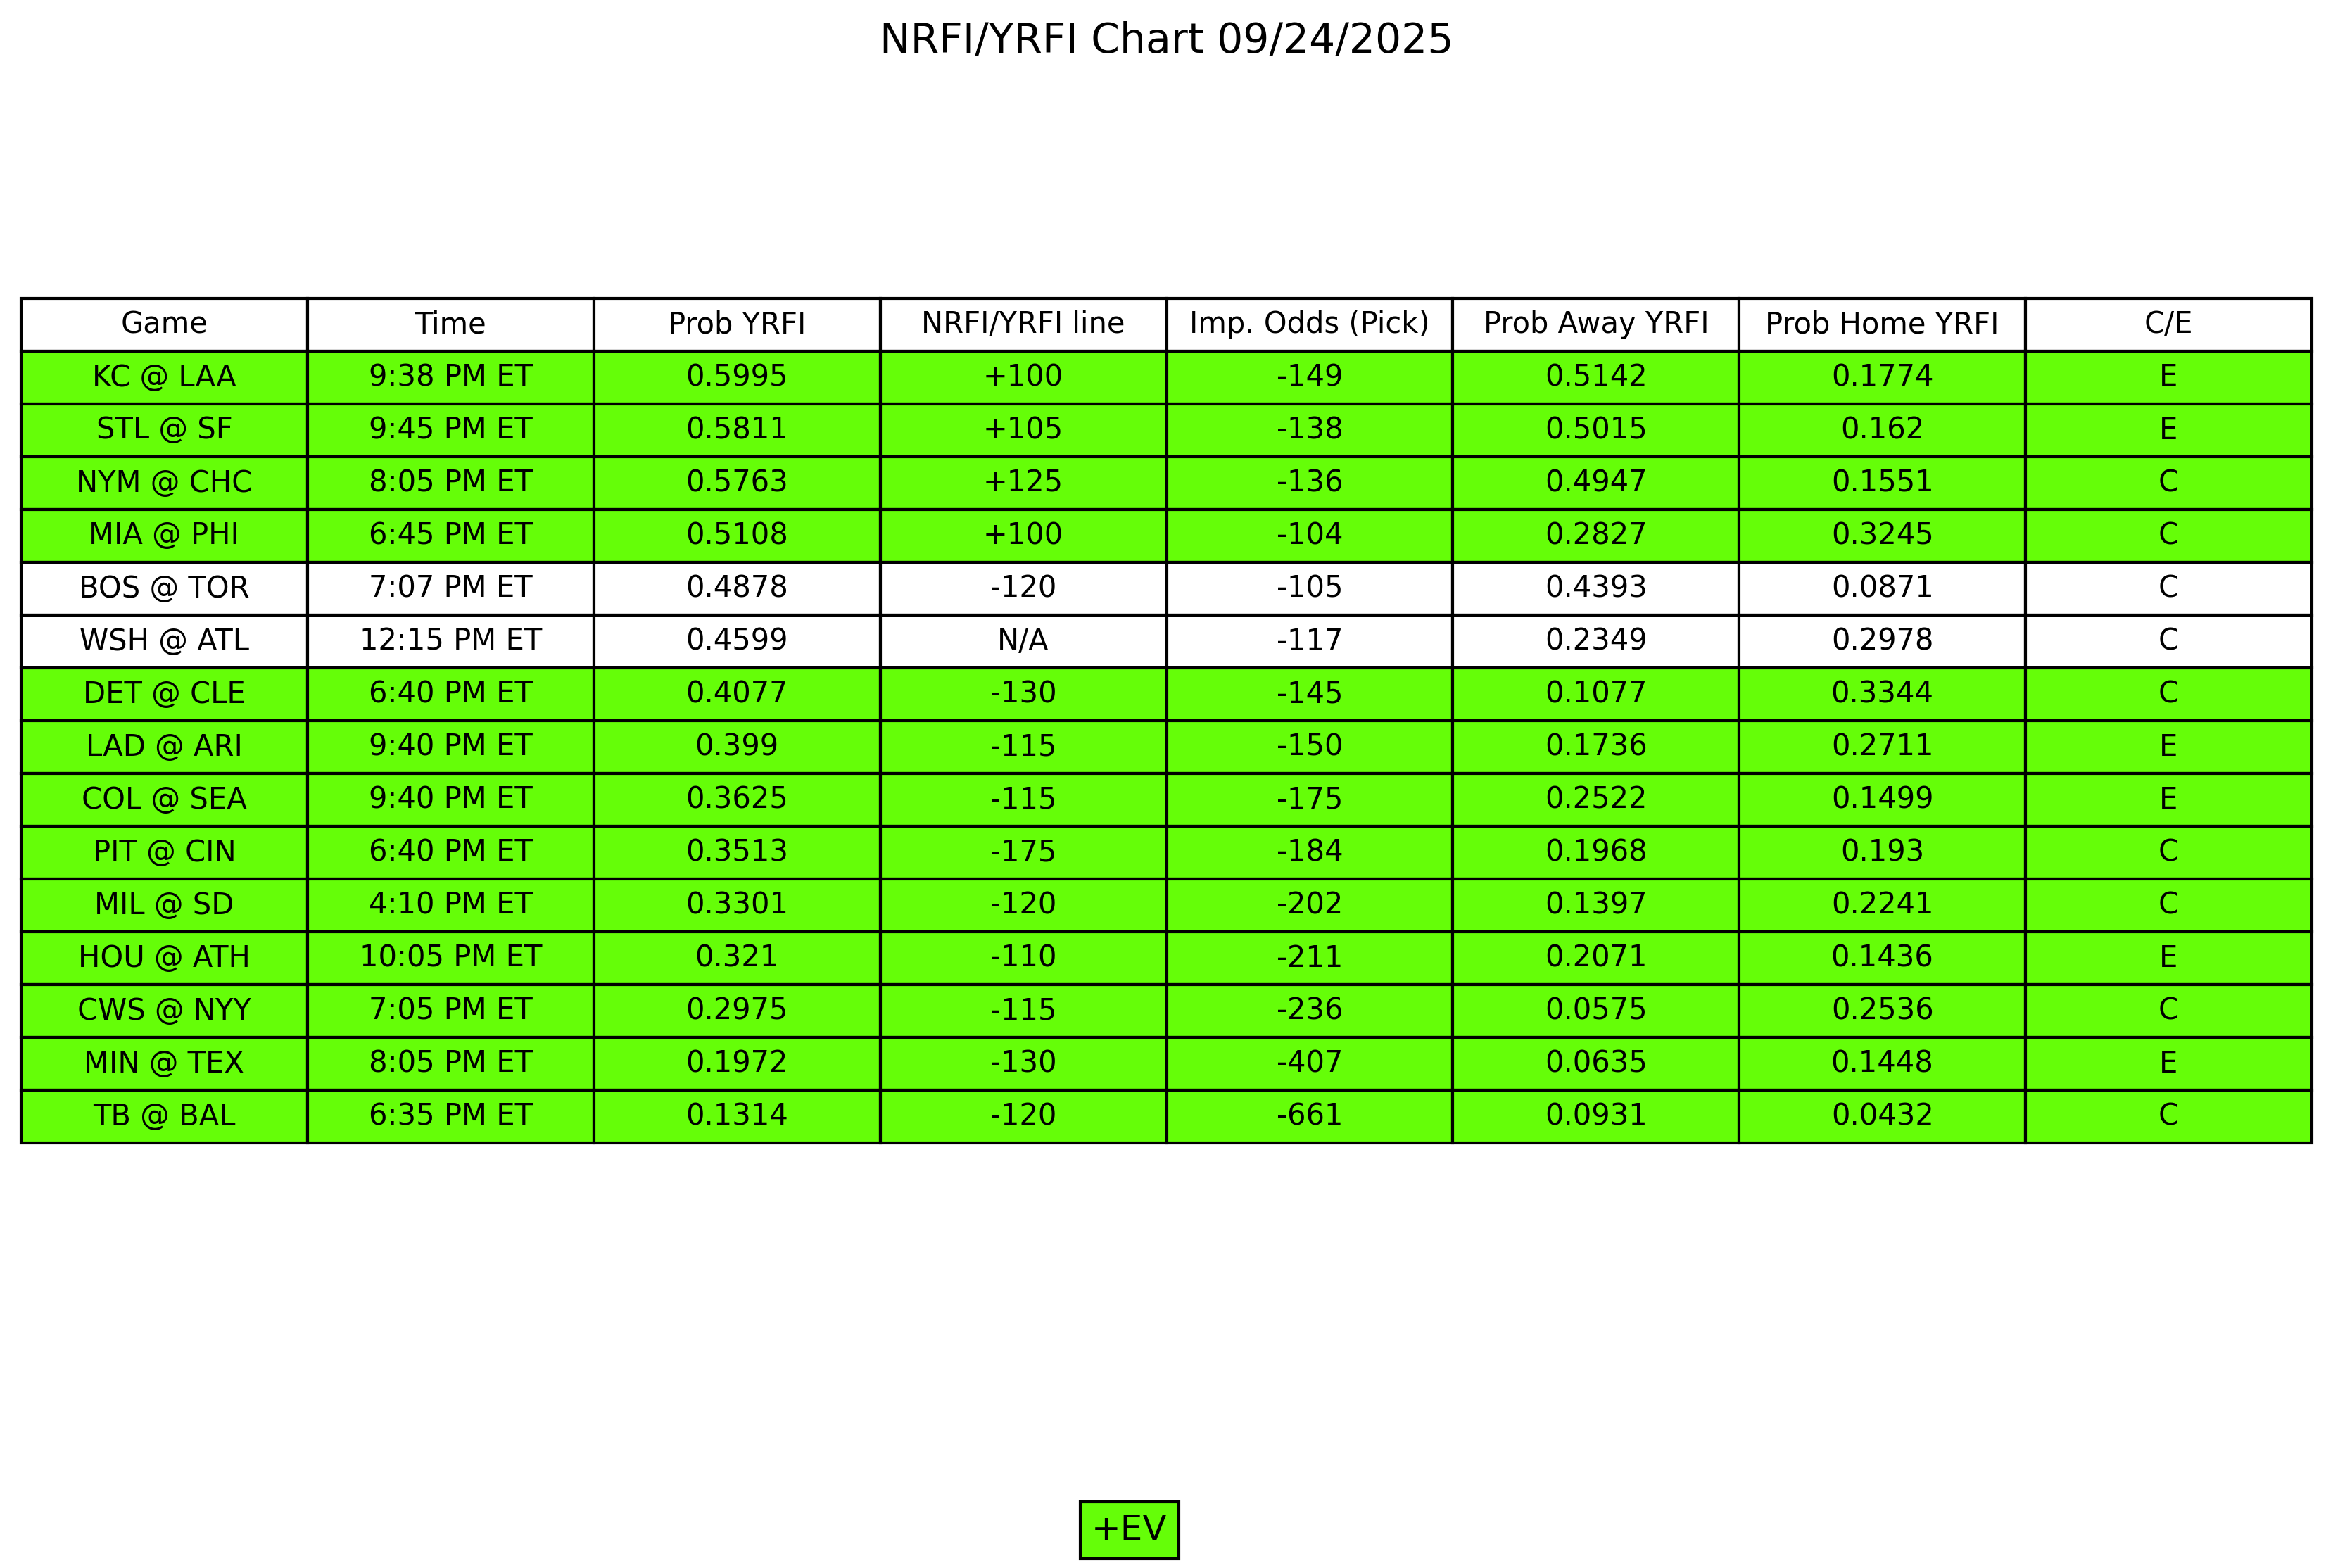 NRFI/YRFI Chart 09/24/2025
Game Time Prob YRFI NRFI/YRFI line Imp. Odds (Pick) Prob Away YRFI Prob Home YRFI C/E
KC @ LAA 9:38 PM ET 0.5995 +100 -149 0.5142 0.1774 E
STL @ SF 9:45 PM ET 0.5811 +105 -138 0.5015 0.162 E
NYM @ CHC 8:05 PM ET 0.5763 +125 -136 0.4947 0.1551 C
MIA @ PHI 6:45 PM ET 0.5108 +100 -104 0.2827 0.3245 C
BOS @ TOR 7:07 PM ET 0.4878 -120 -105 0.4393 0.0871 C
WSH @ ATL 12:15 PM ET 0.4599 N/A -117 0.2349 0.2978 C
DET @ CLE 6:40 PM ET 0.4077 -130 -145 0.1077 0.3344 C
LAD @ ARI 9:40 PM ET 0.399 -115 -150 0.1736 0.2711 E
COL @ SEA 9:40 PM ET 0.3625 -115 -175 0.2522 0.1499 E
PIT @ CIN 6:40 PM ET 0.3513 -175 -184 0.1968 0.193 C
MIL @ SD 4:10 PM ET 0.3301 -120 -202 0.1397 0.2241 C
HOU @ ATH 10:05 PM ET 0.321 -110 -211 0.2071 0.1436 E
CWS @ NYY 7:05 PM ET 0.2975 -115 -236 0.0575 0.2536 C
MIN @ TEX 8:05 PM ET 0.1972 -130 -407 0.0635 0.1448 E
TB @ BAL 6:35 PM ET 0.1314 -120 -661 0.0931 0.0432 C
+EV